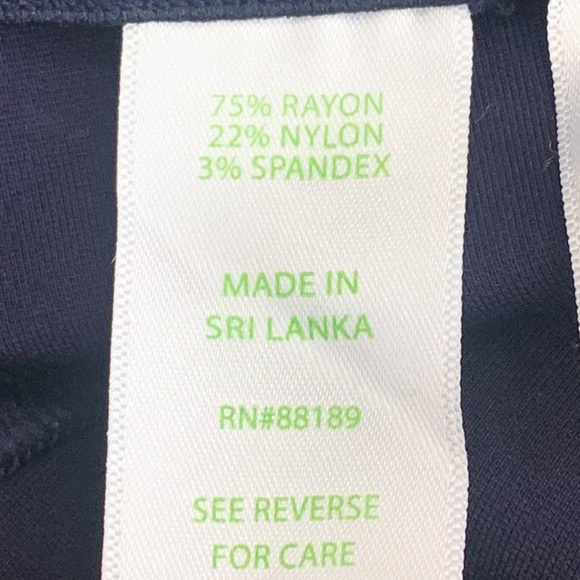 75% RAYON
22% NYLON
3% SPANDEX
MADE IN
SRI LANKA
RN#88189
SEE REVERSE
FOR CARE